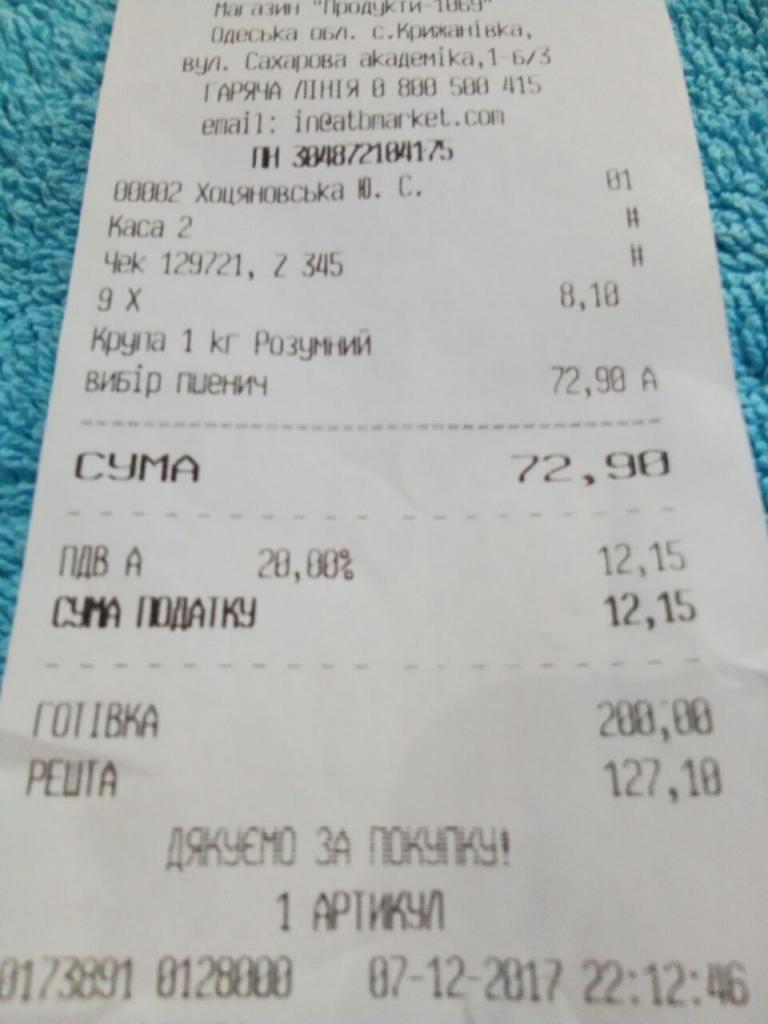 Магазин "Продукти-1069"
Одеська обл. с.Крижанівка,
вул. Сахарова академіка,1-Б/3
ГАРЯЧА ЛІНІЯ 0 800 500 415
email: in@atbmarket.com
ПН 304872104175
00002 Хоцяновська Ю. С. 01
Каса 2 #
Чек 129721, Z 345 #
9 X 8,10
Крупа 1 kг Розумний
вибір пшенич 72,90 А
СУМА 72,90
ПДВ А 20,00% 12,15
СУМА ПОДАТКУ 12,15
ГОТІВКА 200,00
РЕШТА 127,10
ДЯКУЄМО ЗА ПОКУПКУ!
1 АРТИКУЛ
0173891 0128000 07-12-2017 22:12:46